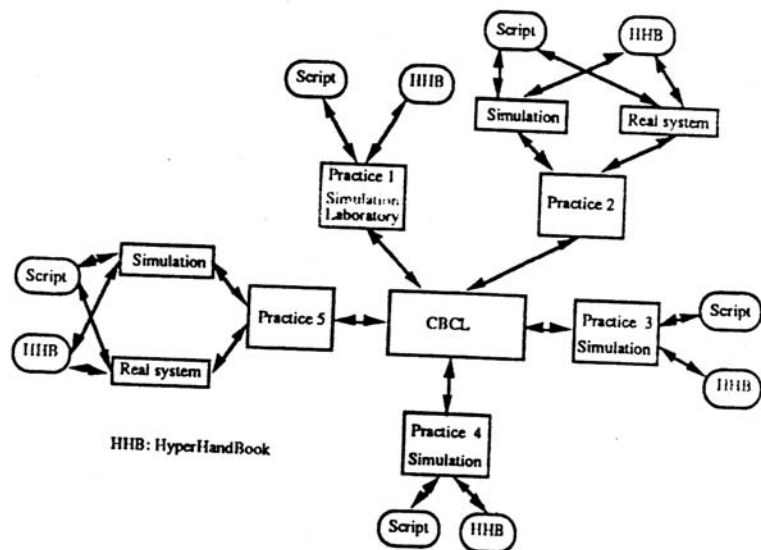 Script
HHB
Script
HHB
Simulation
Real system
Practice 1
Simulation
Laboratory
Practice 2
Script
Simulation
Practice 5
CBCL
Practice 3
Simulation
Script
HHB
Real system
HHB
Practice 4
Simulation
HHB: HyperHandBook
Script
HHB